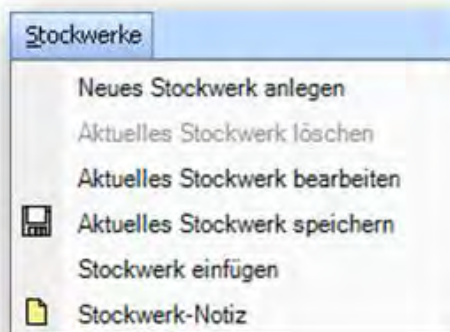 Stockwerke
Neues Stockwerk anlegen
Aktuelles Stockwerk löschen
Aktuelles Stockwerk bearbeiten
Aktuelles Stockwerk speichern
Stockwerk einfügen
Stockwerk-Notiz